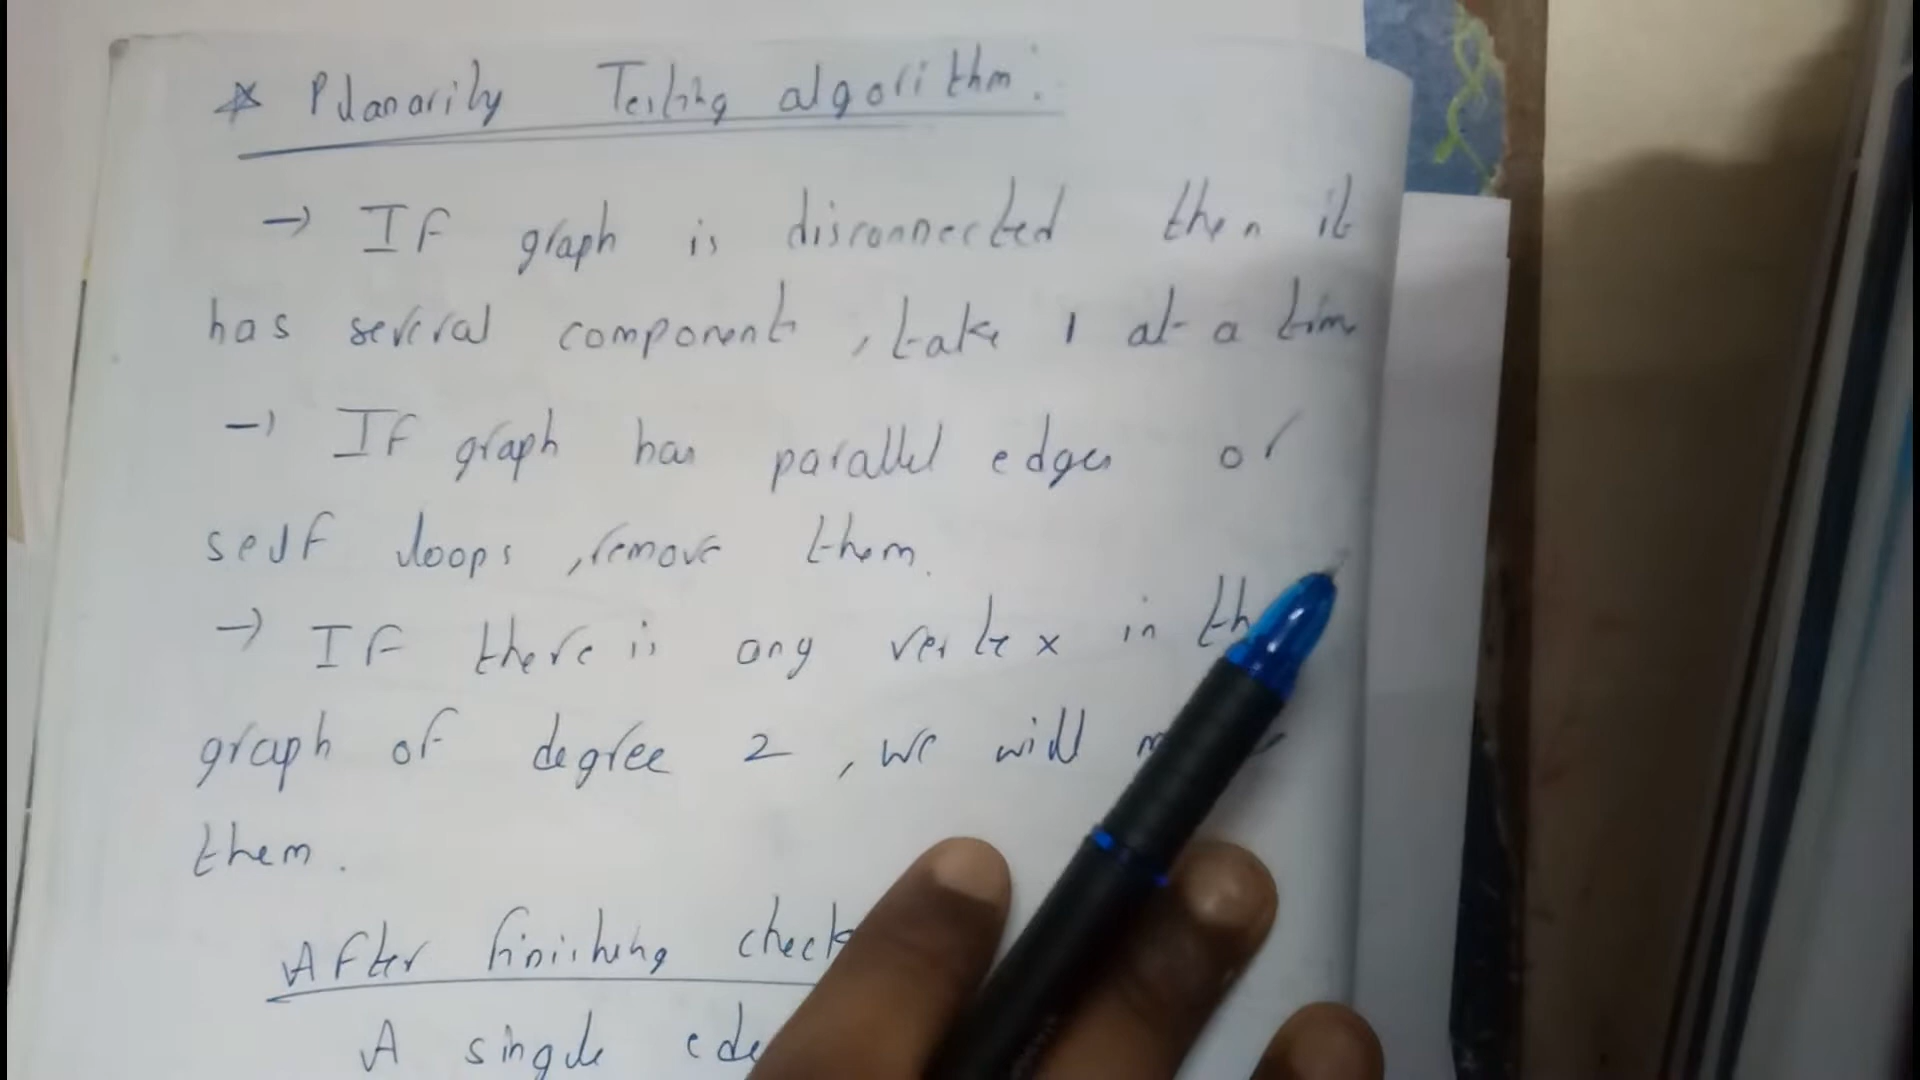 * Planarity Testing algorithm:
→ If graph is disconnected then it
has several component, take 1 at a time
→ If graph has parallel edges or
self loops, remove them.
→ If there is any vertex in
graph of degree 2, we will
them.
After finishing check
A single